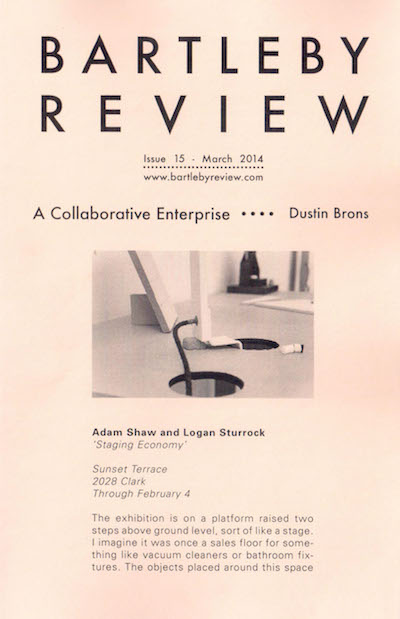 BARTLEBY
REVIEW
Issue 15 - March 2014
www.bartlebyreview.com
A Collaborative Enterprise •••• Dustin Brons
Adam Shaw and Logan Sturrock
'Staging Economy'
Sunset Terrace
2028 Clark
Through February 4
The exhibition is on a platform raised two
steps above ground level, sort of like a stage.
I imagine it was once a sales floor for some-
thing like vacuum cleaners or bathroom fix-
tures. The objects placed around this space